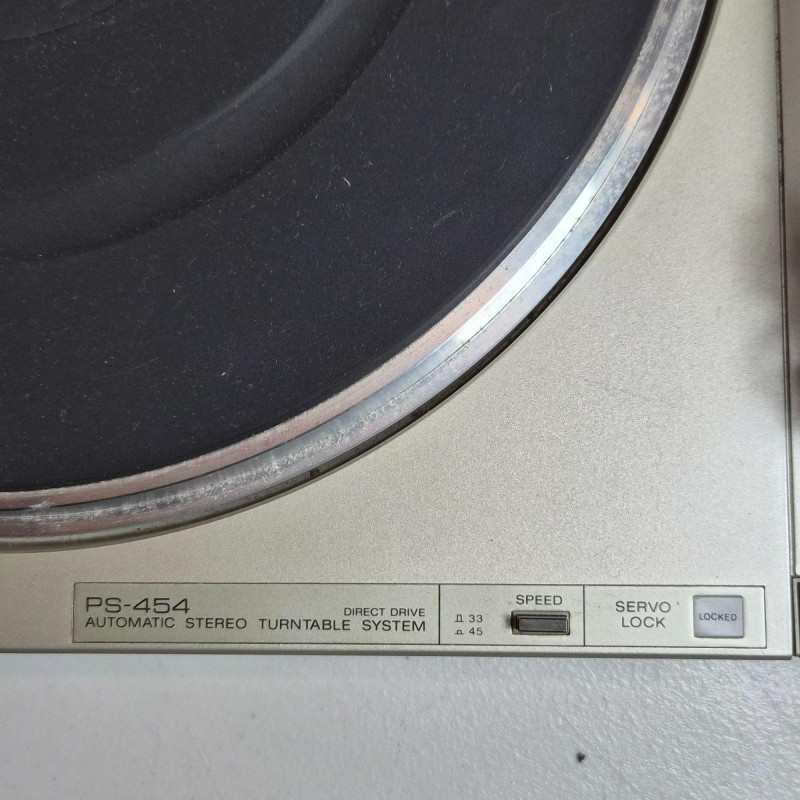 PS-454
DIRECT DRIVE
AUTOMATIC STEREO TURNTABLE SYSTEM
SPEED
33
45
SERVO
LOCK
LOCKED